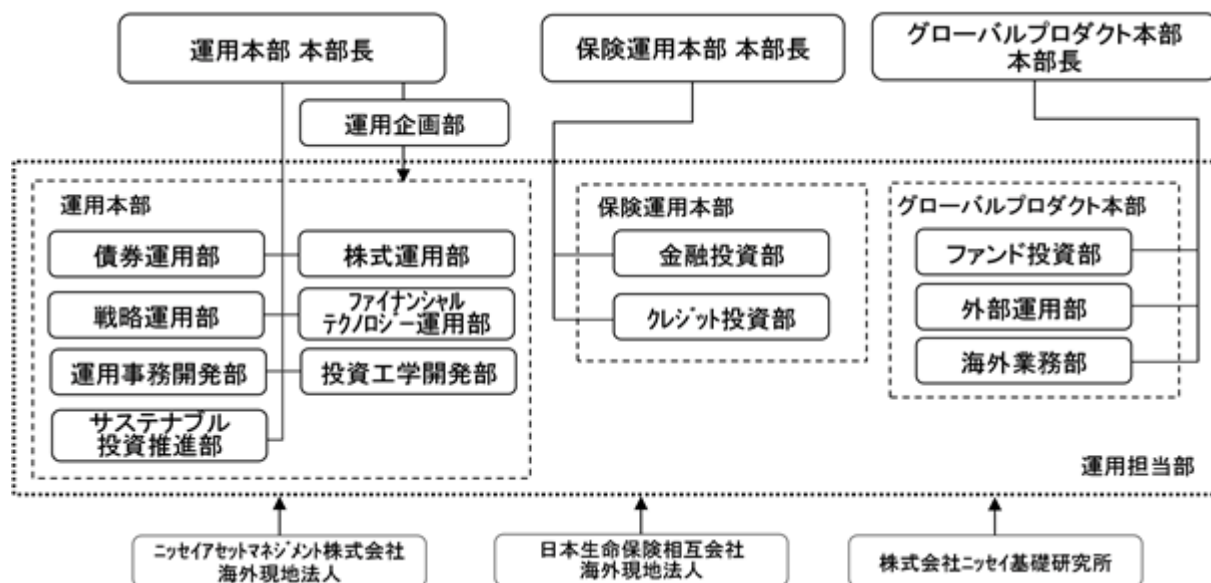 運用本部 本部長
保険運用本部 本部長
グローバルプロダクト本部
本部長
運用企画部
運用本部
債券運用部
株式運用部
戦略運用部
ファイナンシャル
テクノロジー運用部
運用事務開発部
投資工学開発部
サステナブル
投資推進部
保険運用本部
金融投資部
クレジット投資部
グローバルプロダクト本部
ファンド投資部
外部運用部
海外業務部
運用担当部
ニッセイアセットマネジメント株式会社
海外現地法人
日本生命保険相互会社
海外現地法人
株式会社ニッセイ基礎研究所